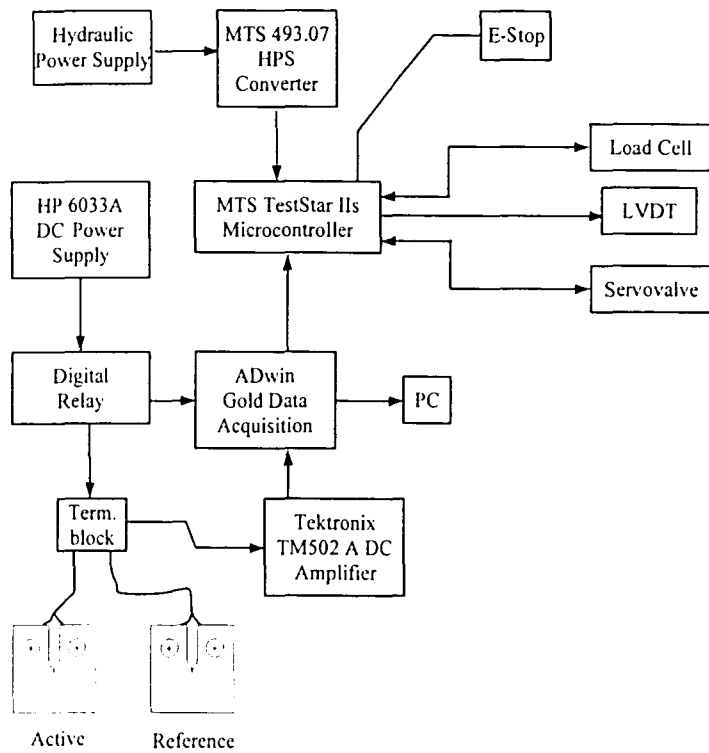 Hydraulic
Power Supply
MTS 493.07
HPS
Converter
E-Stop
Load Cell
HP 6033A
DC Power
Supply
MTS TestStar IIs
Microcontroller
LVDT
Servovalve
Digital
Relay
ADwin
Gold Data
Acquisition
PC
Term.
block
Tektronix
TM502 A DC
Amplifier
Active
Reference